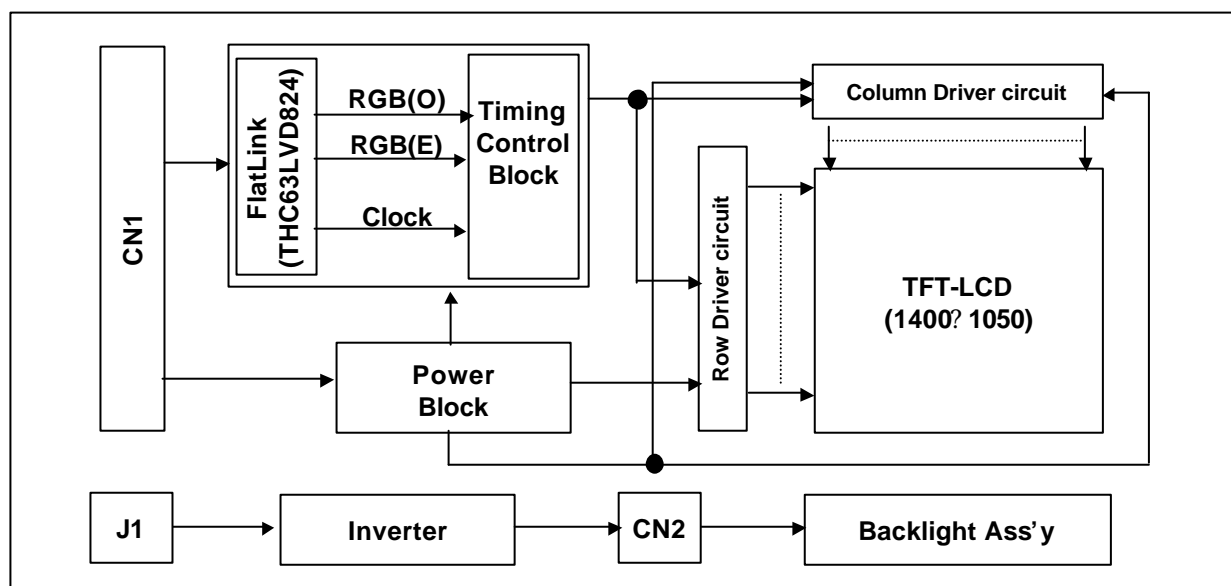 CN1
FlatLink
(THC63LVD824)
RGB(O)
RGB(E)
Clock
Timing
Control
Block
Column Driver circuit
Row Driver circuit
TFT-LCD
(1400? 1050)
Power
Block
J1
Inverter
CN2
Backlight Ass’y